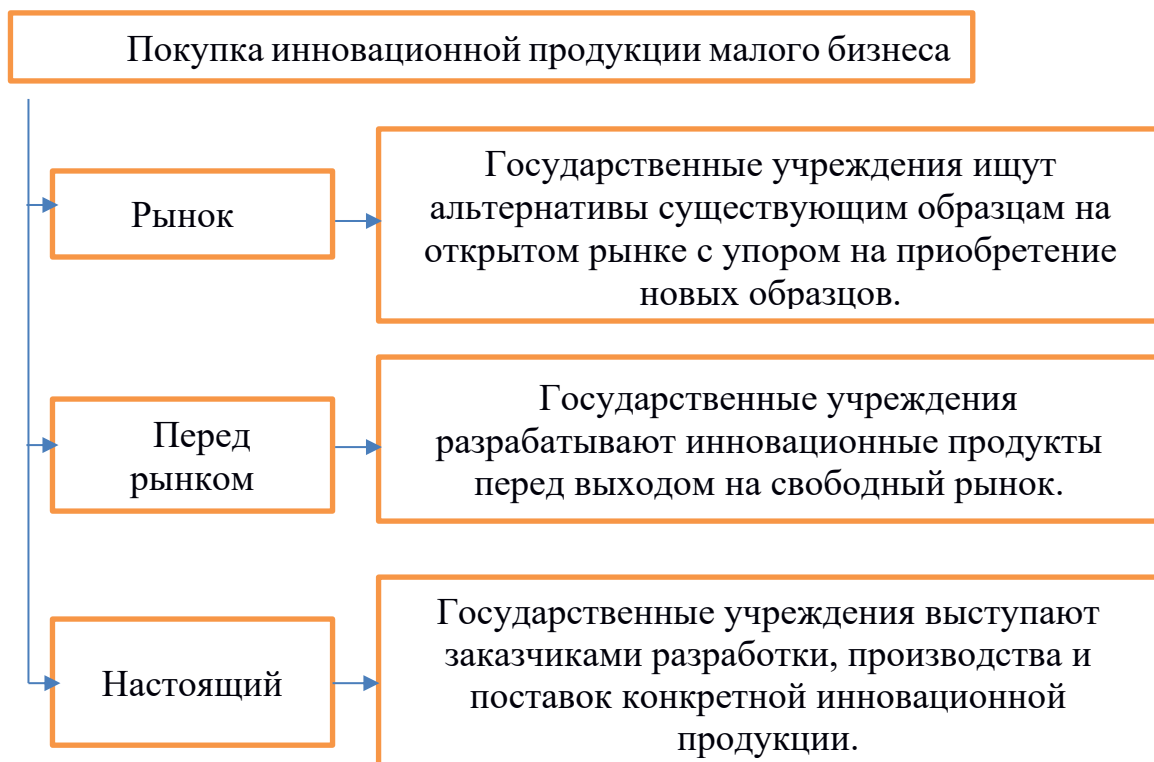 Покупка инновационной продукции малого бизнеса
Рынок
Государственные учреждения ищут
альтернативы существующим образцам на
открытом рынке с упором на приобретение
новых образцов.
Перед
рынком
Государственные учреждения
разрабатывают инновационные продукты
перед выходом на свободный рынок.
Настоящий
Государственные учреждения выступают
заказчиками разработки, производства и
поставок конкретной инновационной
продукции.